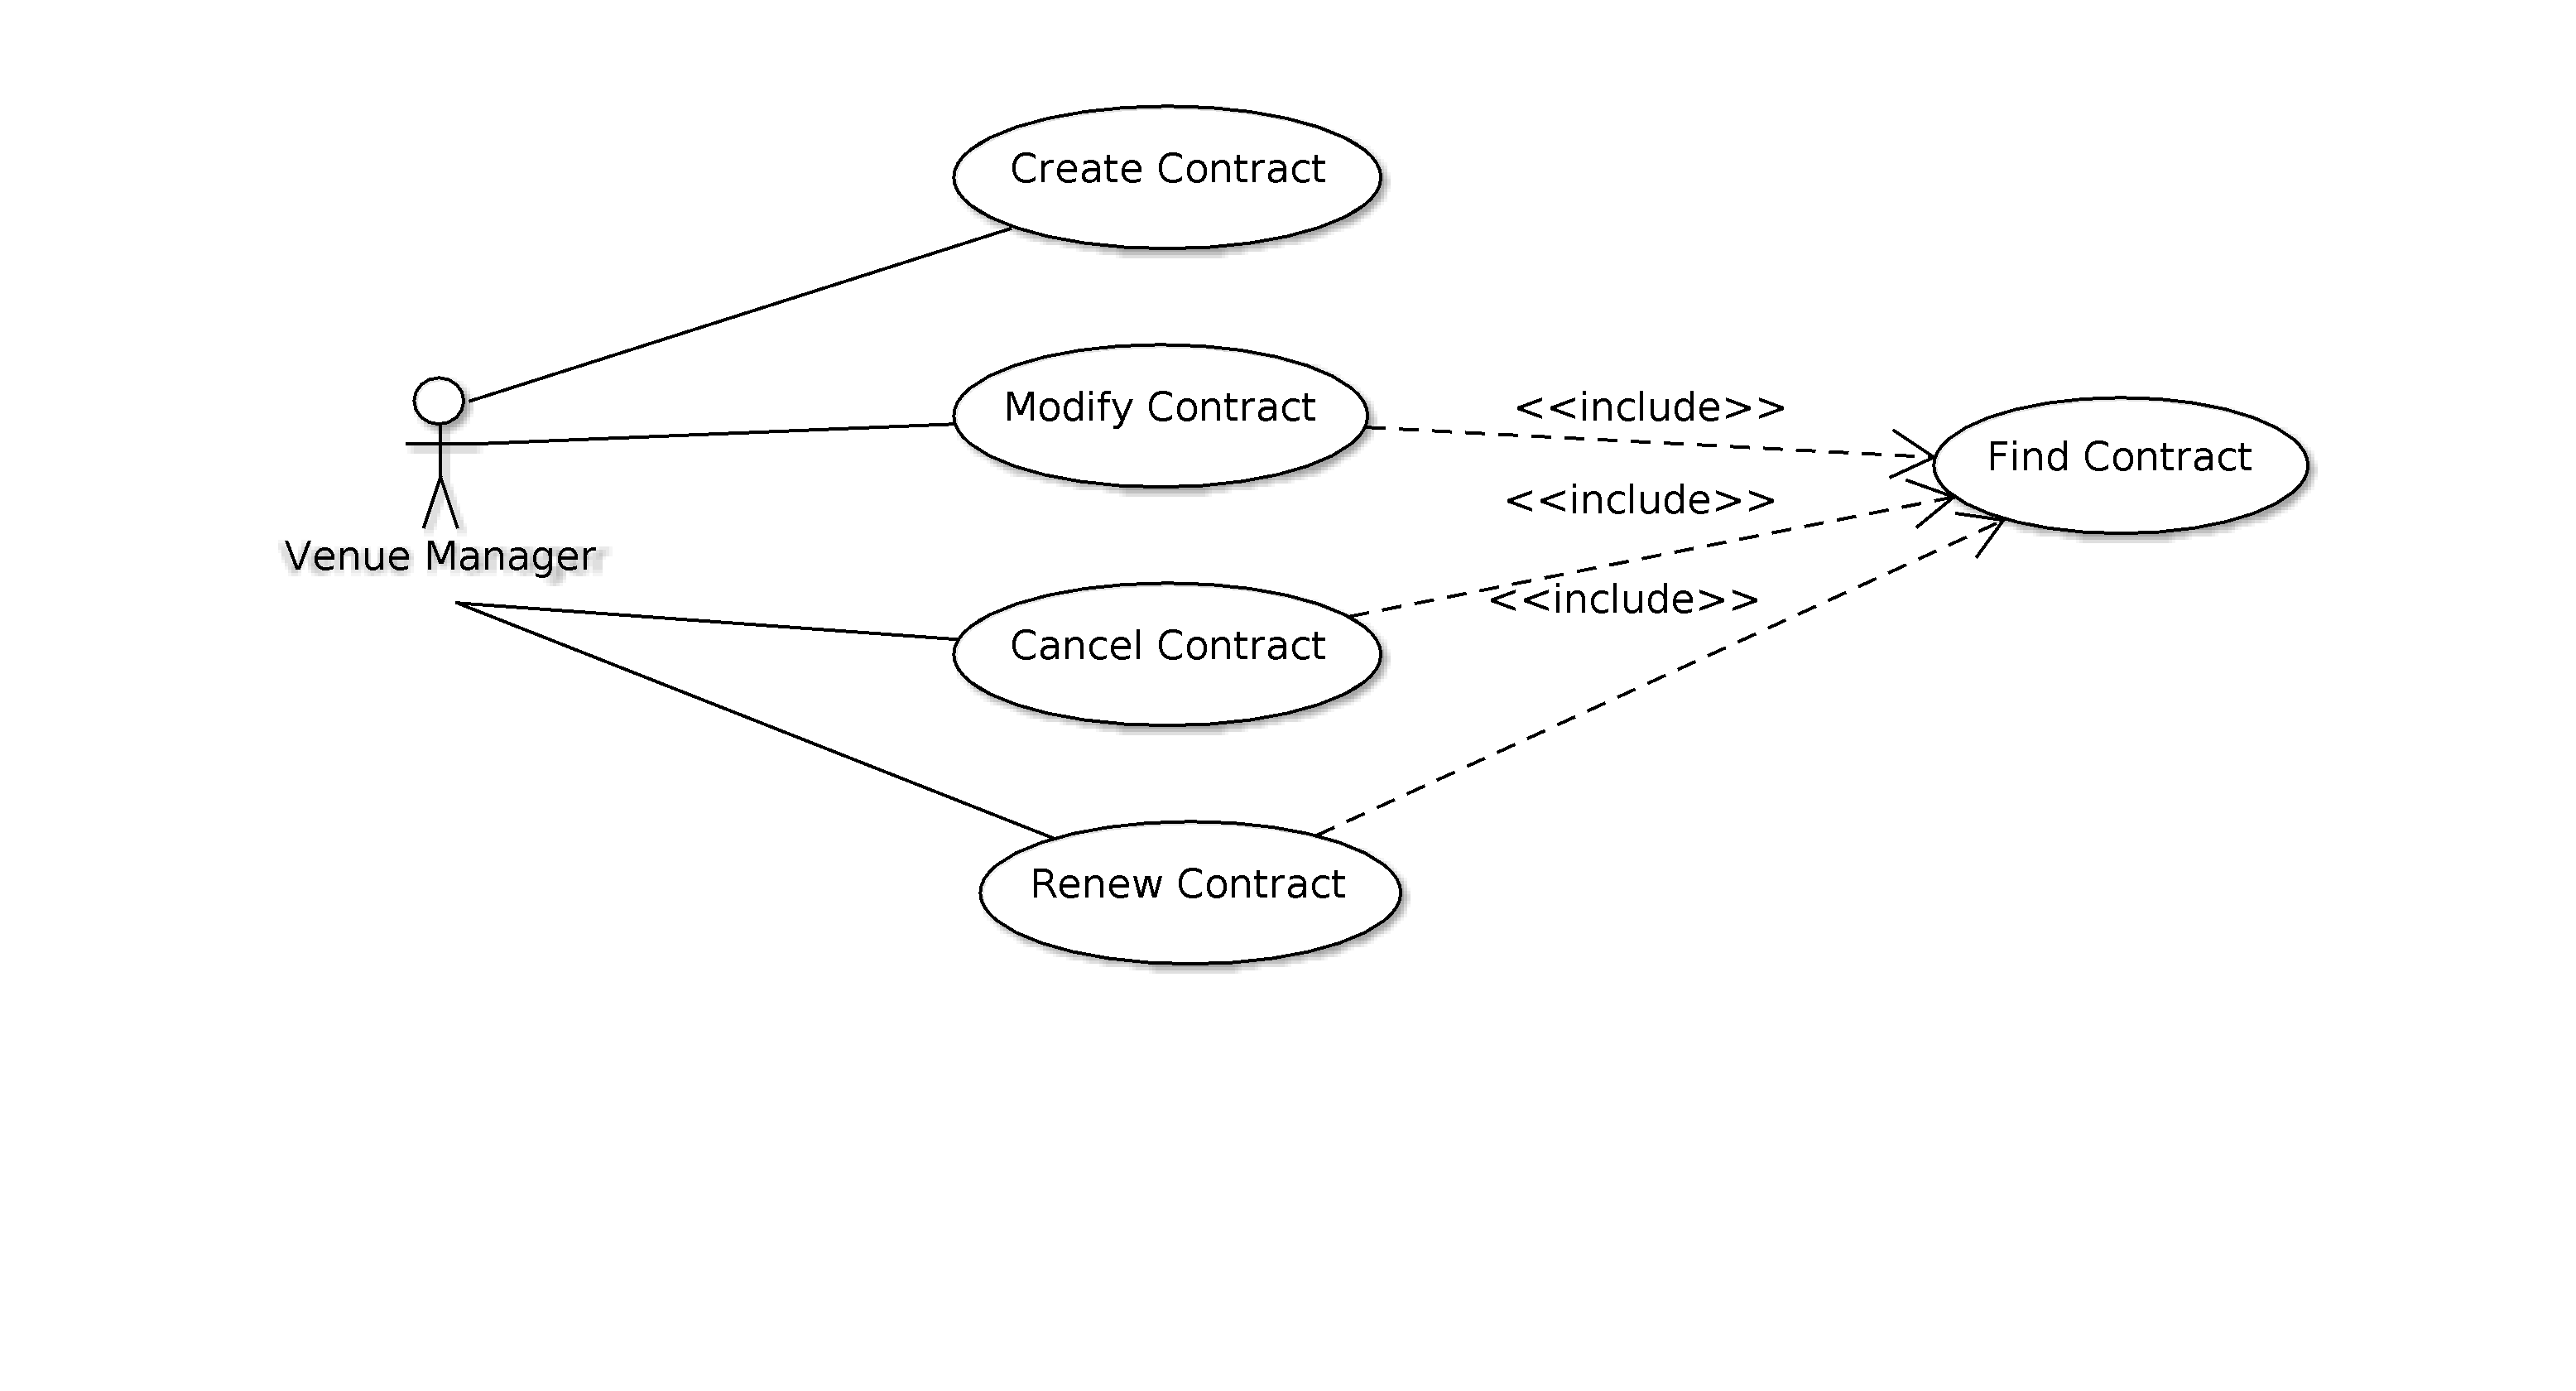 Create Contract
Modify Contract
<<include>>
Find Contract
<<include>>
Venue Manager
<<include>>
Cancel Contract
Renew Contract